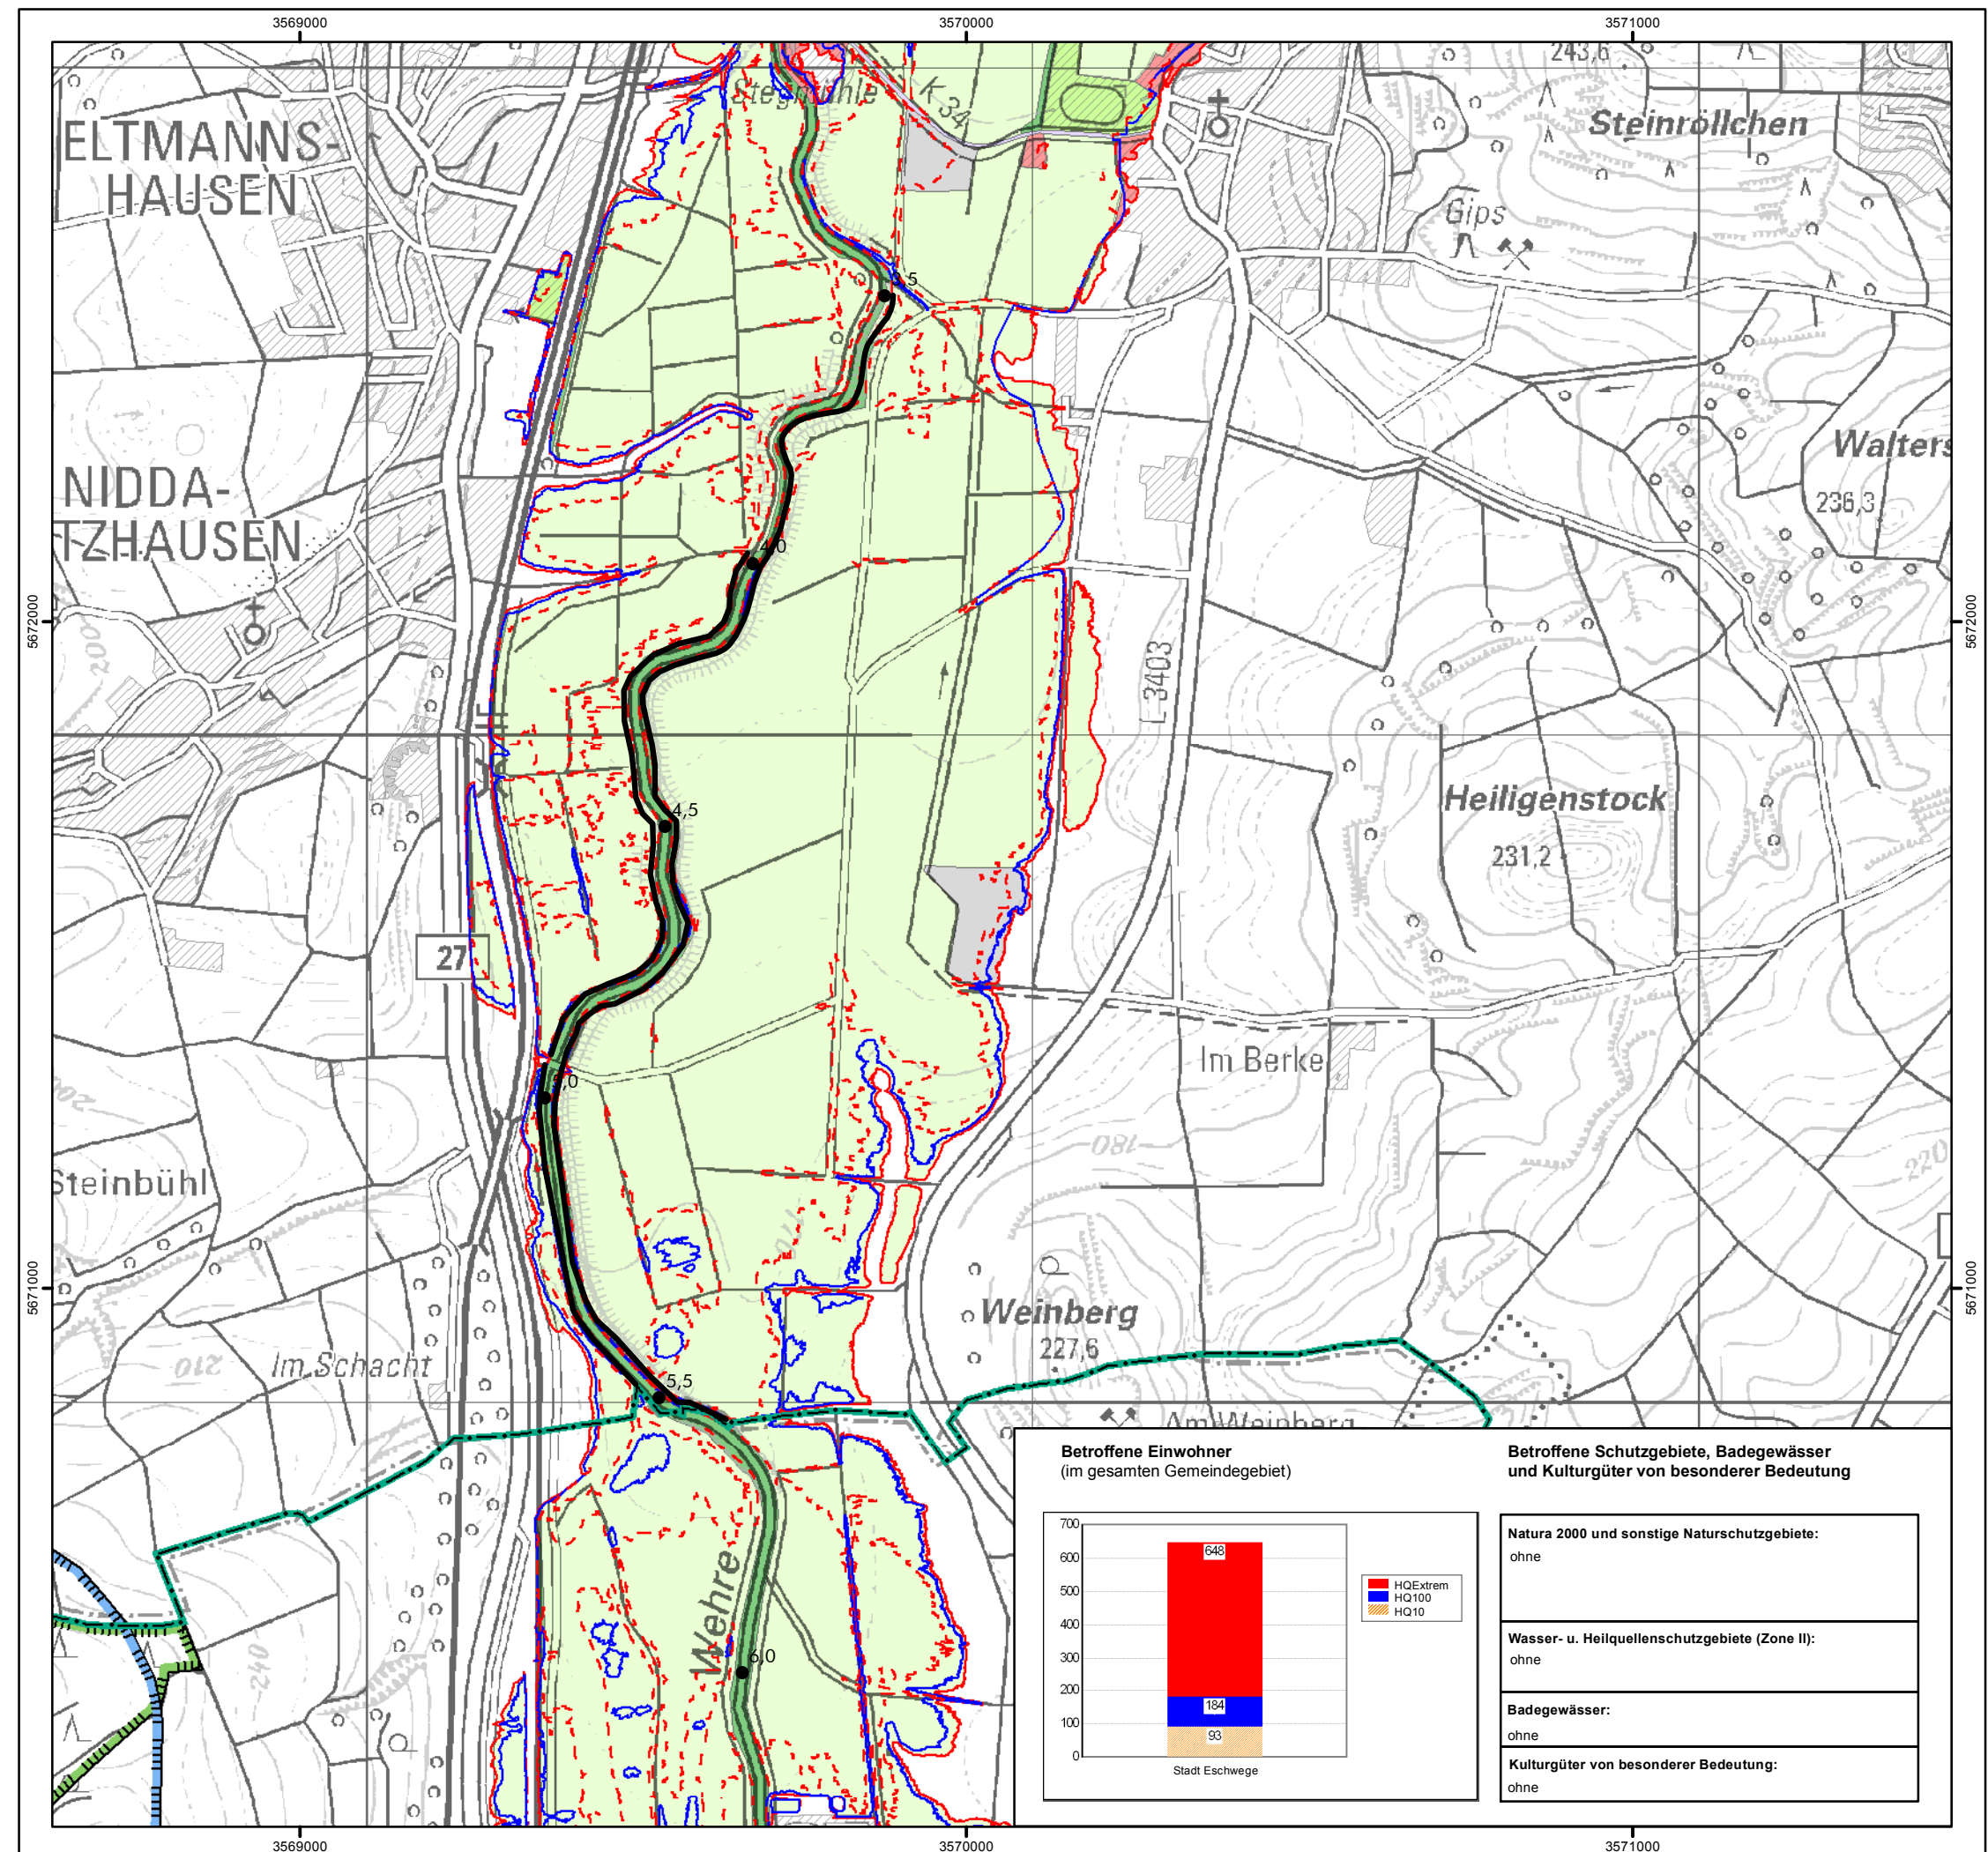 3569000
3570000
3571000
243,6
Stegmühle
K 34
Steinröllchen
ELTMANNS-
HAUSEN
Gips
3,5
Walters
NIDDA-
TZHAUSEN
236,3
4,0
5672000
5672000
200
L 3403
Heiligenstock
4,5
231,2
27
Im Berke
5,0
200
180
220
Steinbühl
5671000
5671000
Weinberg
227,6
210
Im Schacht
5,5
Am Weinberg
Wehre
6,0
240
Betroffene Einwohner
(im gesamten Gemeindegebiet)
700
600
500
400
300
200
100
0
648
184
93
Stadt Eschwege
HQExtrem
HQ100
HQ10
Betroffene Schutzgebiete, Badegewässer
und Kulturgüter von besonderer Bedeutung
Natura 2000 und sonstige Naturschutzgebiete:
ohne
Wasser- u. Heilquellenschutzgebiete (Zone II):
ohne
Badegewässer:
ohne
Kulturgüter von besonderer Bedeutung:
ohne
3569000
3570000
3571000